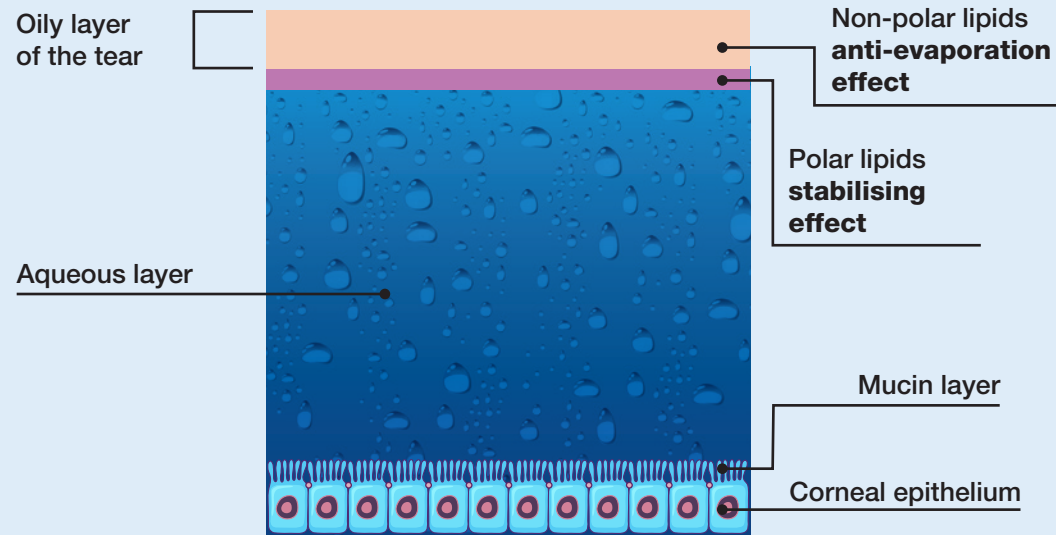 Oily layer
of the tear
Non-polar lipids
anti-evaporation
effect
Polar lipids
stabilising
effect
Aqueous layer
Mucin layer
Corneal epithelium